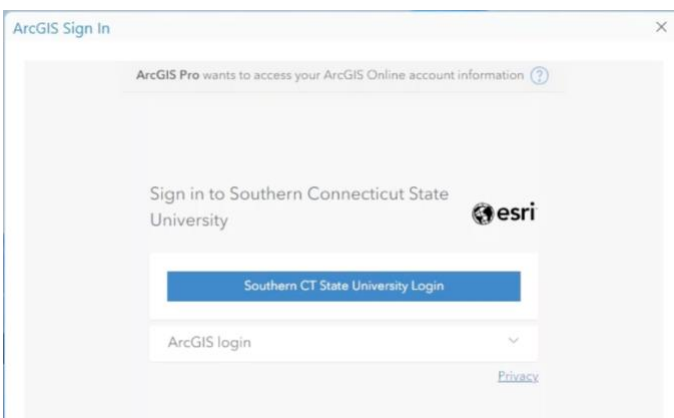 ArcGIS Sign In
ArcGIS Pro wants to access your ArcGIS Online account information ?
Sign in to Southern Connecticut State
University
esri
Southern CT State University Login
ArcGIS login
Privacy